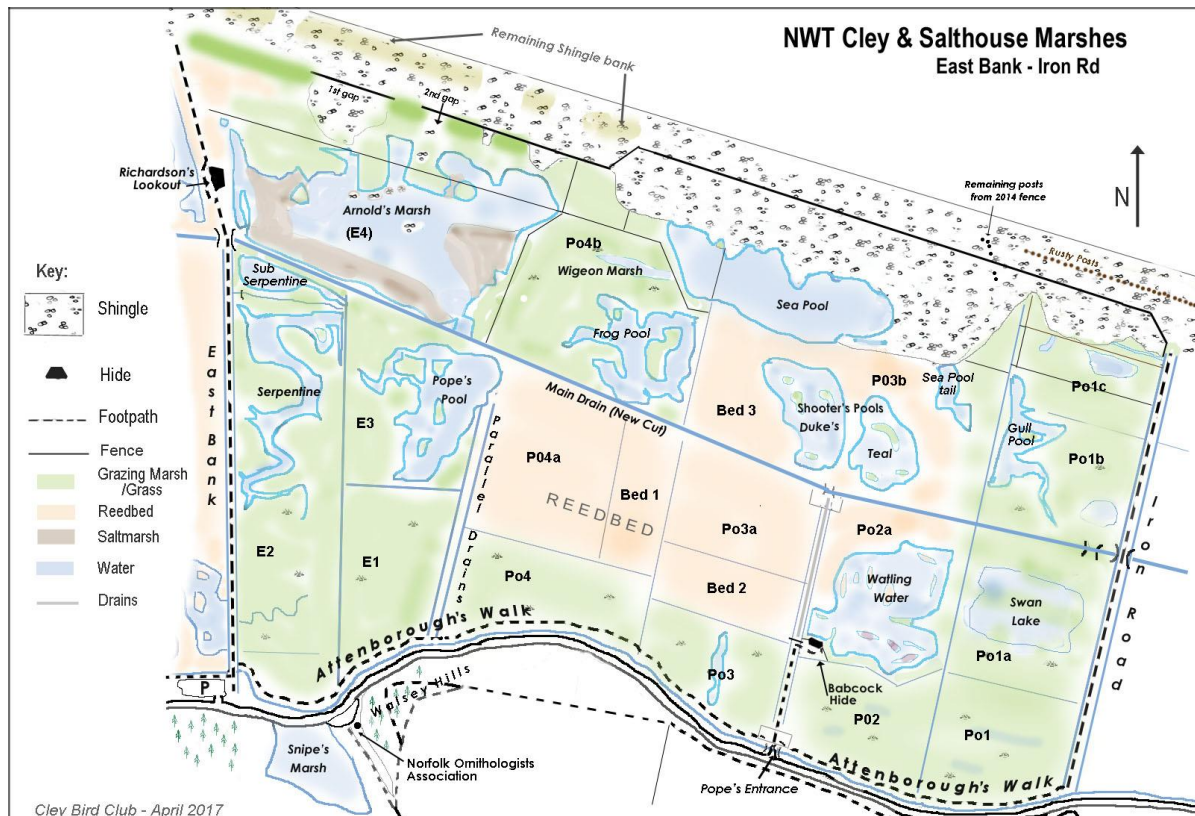 NWT Cley & Salthouse Marshes
East Bank - Iron Rd
Remaining Shingle bank
1st gap
2nd gap
Richardson's
Lookout
Arnold's Marsh
(E4)
N
Remaining posts
from 2014 fence
Rusty Posts
Po4b
Wigeon Marsh
Sea Pool
Frog Pool
Sub
Serpentine
Serpentine
Pope's
Pool
E3
E2
E1
East Bank
Main Drain (New Cut)
Parallel Drains
P04a
REEDBED
Bed 1
Bed 3
P03b
Shooter's Pools
Duke's
Teal
Sea Pool
tail
Gull
Pool
Po1c
Po1b
Po3a
Po2a
Bed 2
Po4
Po3
Watling
Water
Swan
Lake
Po1a
Iron Road
Babcock
Hide
P02
Po1
Attenborough's Walk
Attenborough's Walk
Pope's Entrance
P
Walsey Hills
Snipe's
Marsh
Norfolk Ornithologists
Association
Key:
Shingle
Hide
Footpath
Fence
Grazing Marsh
/Grass
Reedbed
Saltmarsh
Water
Drains
Cley Bird Club - April 2017